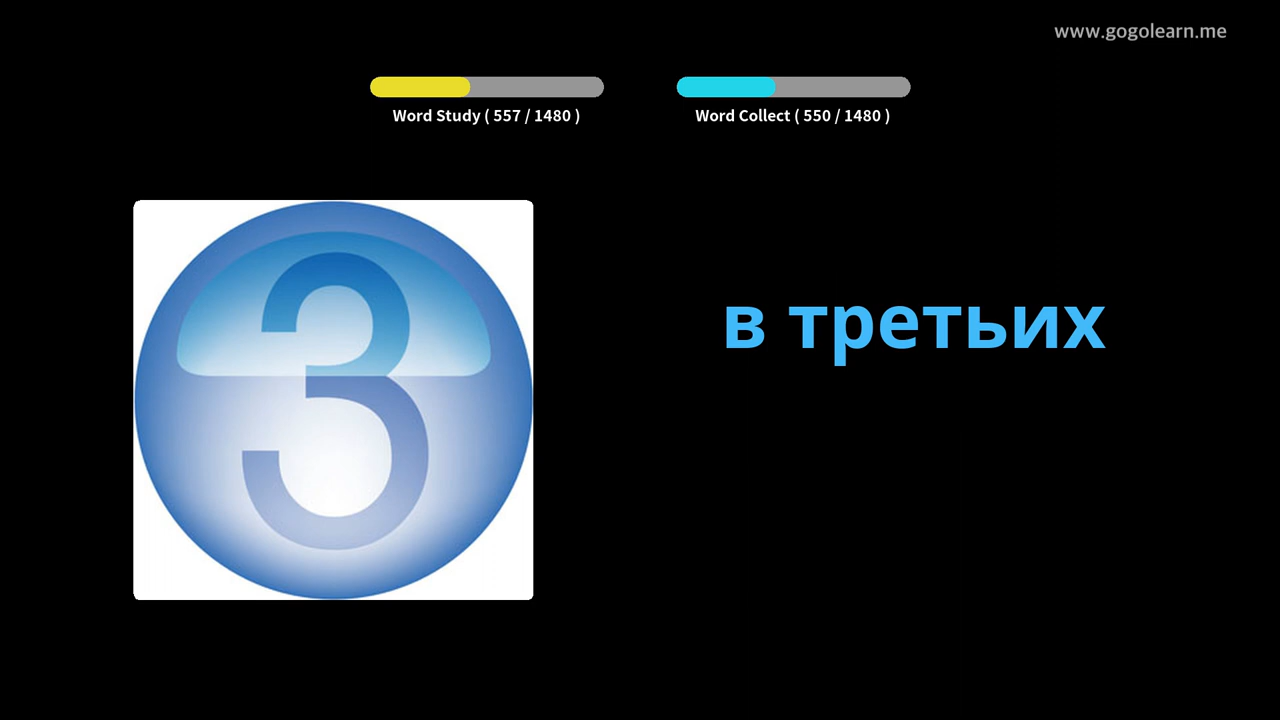 www.gogolearn.me
Word Study ( 557 / 1480 )
Word Collect ( 550 / 1480 )
3
в третьих